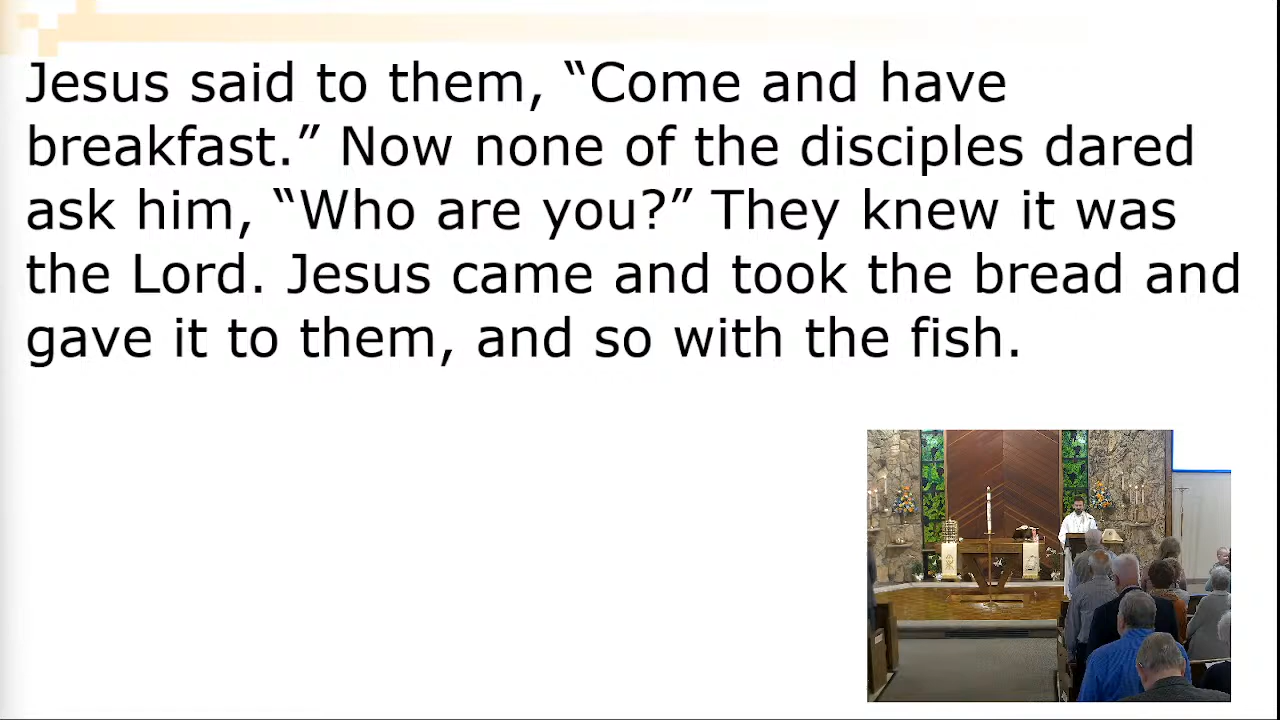 Jesus said to them, “Come and have
breakfast.” Now none of the disciples dared
ask him, “Who are you?” They knew it was
the Lord. Jesus came and took the bread and
gave it to them, and so with the fish.